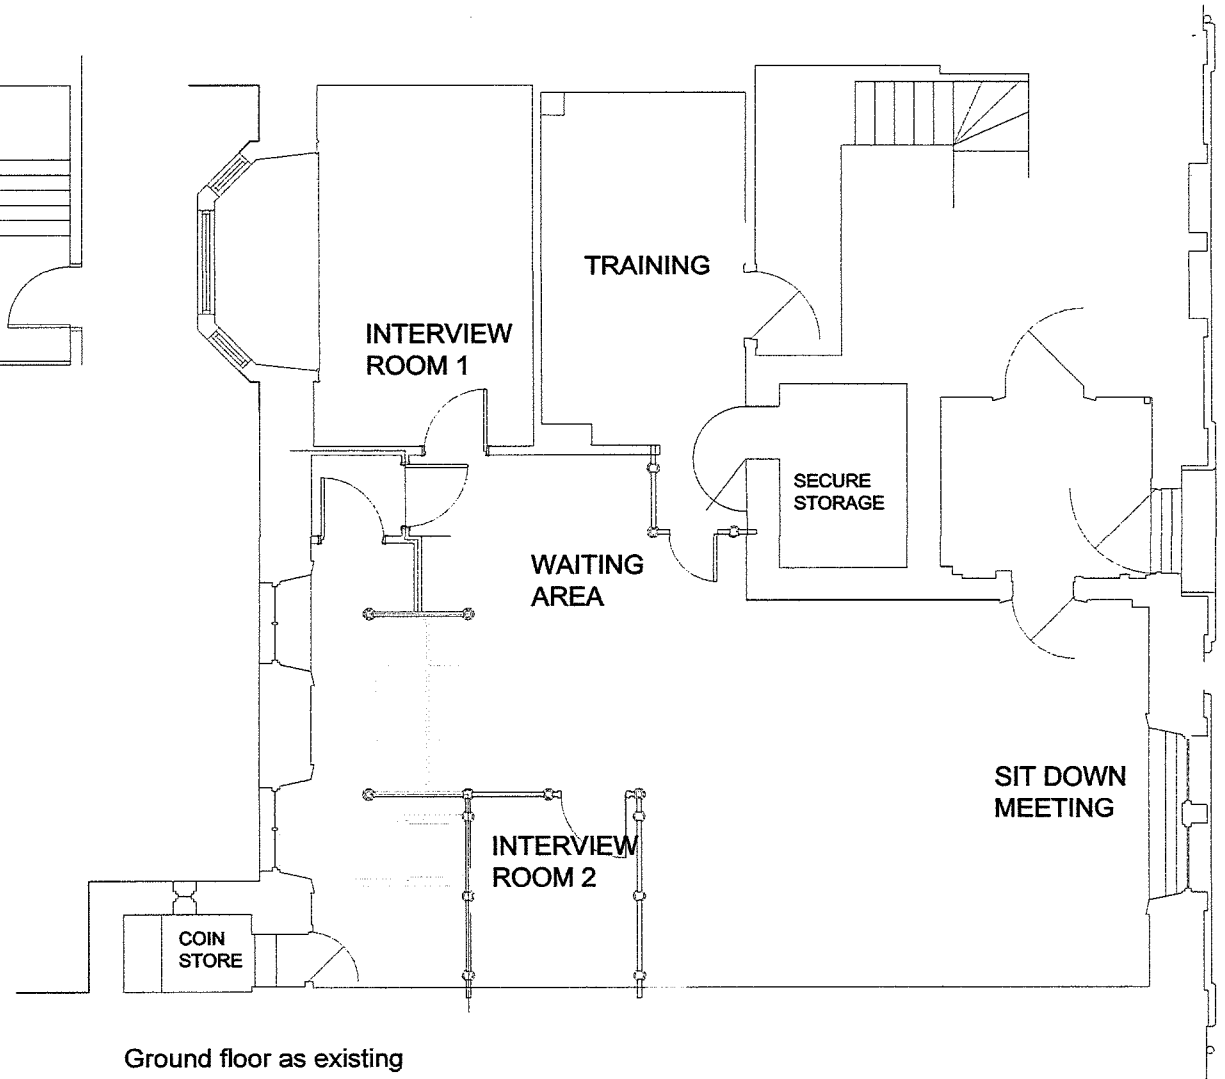 TRAINING
INTERVIEW
ROOM 1
SECURE
STORAGE
WAITING
AREA
SIT DOWN
MEETING
INTERVIEW
ROOM 2
COIN
STORE
Ground floor as existing